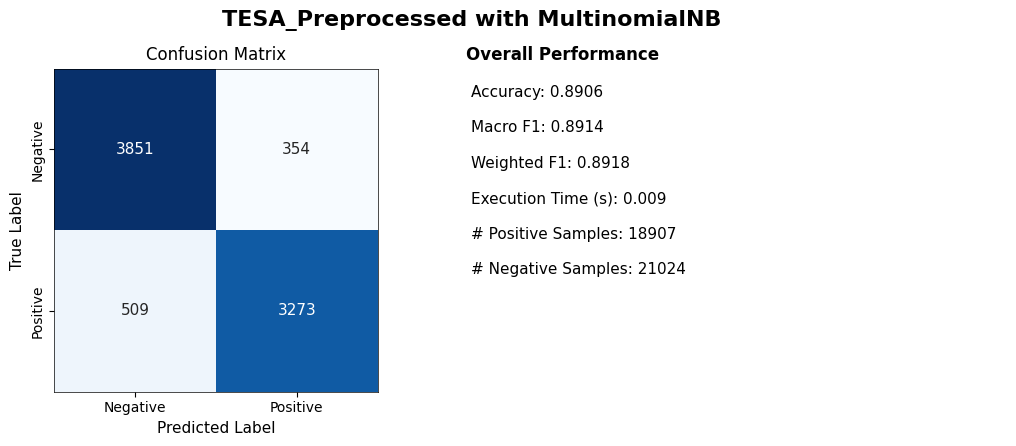 TESA_Preprocessed with MultinomialNB
Confusion Matrix
True Label
Negative
Positive
3851
354
509
3273
Negative
Positive
Predicted Label
Overall Performance
Accuracy: 0.8906
Macro F1: 0.8914
Weighted F1: 0.8918
Execution Time (s): 0.009
# Positive Samples: 18907
# Negative Samples: 21024